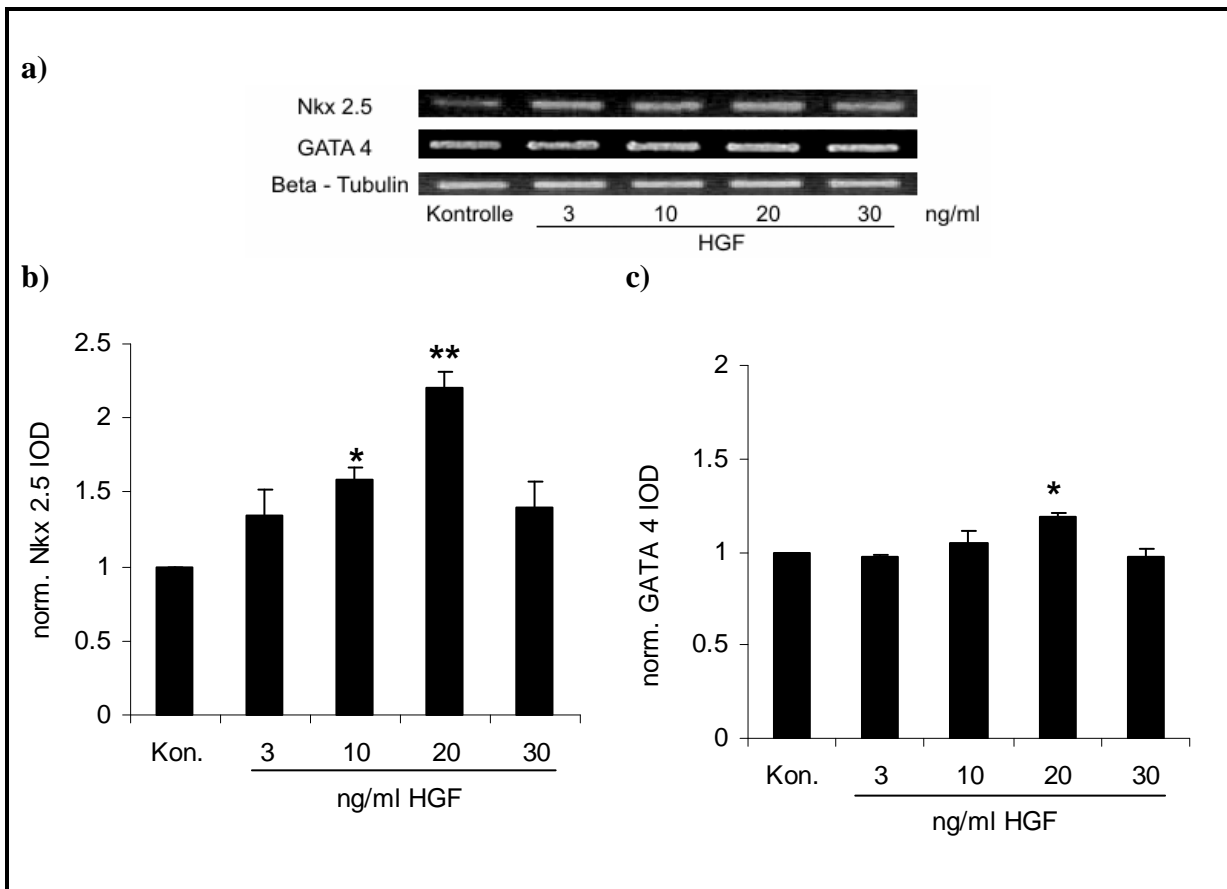 a)
Nkx 2.5
GATA 4
Beta - Tubulin
Kontrolle 3 10 20 30 ng/ml
HGF
b)
norm. Nkx 2.5 IOD
2.5
2
1.5
1
0.5
0
*
**
Kon. 3 10 20 30
ng/ml HGF
c)
norm. GATA 4 IOD
2
1.5
1
0.5
0
*
Kon. 3 10 20 30
ng/ml HGF